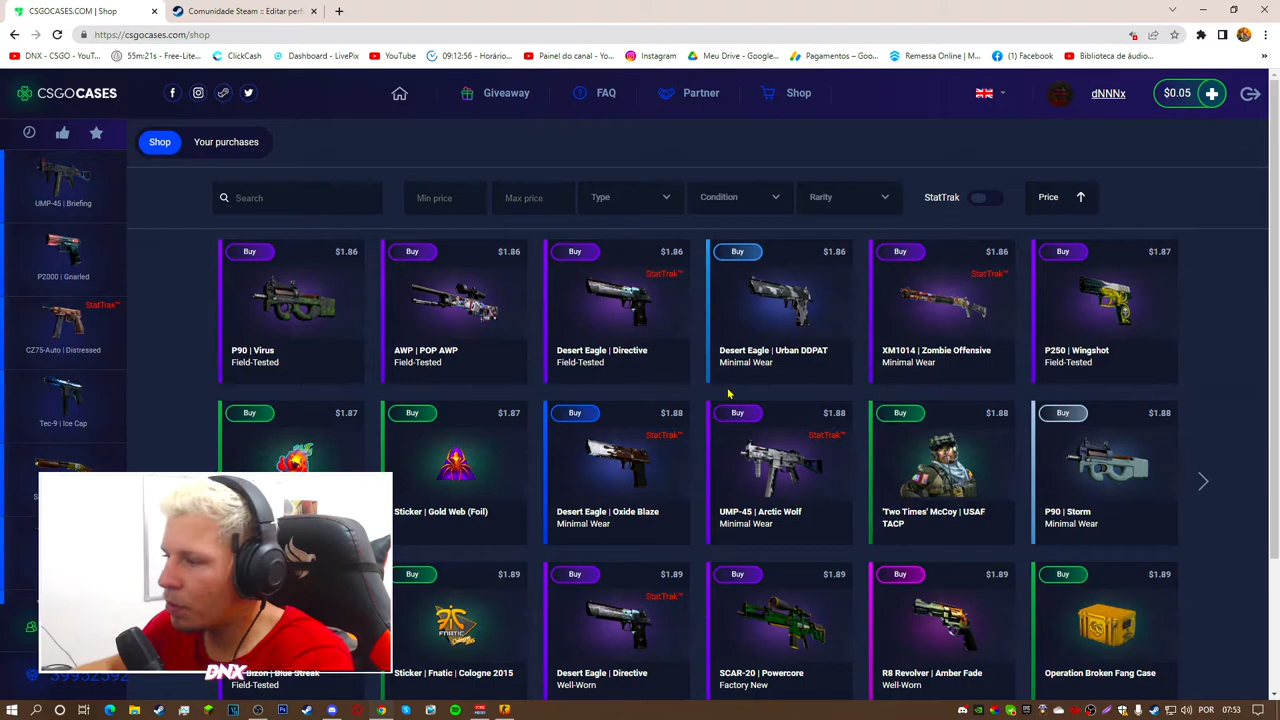 CSGOCASES.COM | Shop
Comunidade Steam :: Editar perf
https://csgocases.com/shop
DNX - CSGO - YouT...
55m:21s - Free-Lite...
ClickCash
Dashboard - LivePix
YouTube
09:12:56 - Horário...
Painel do canal - Yo...
Instagram
Meu Drive - Google...
Pagamentos – Goo...
Remessa Online | M...
(1) Facebook
Biblioteca de áudio...
CSGOCASES
Giveaway
FAQ
Partner
Shop
dNNNx
$0.05
Shop
Your purchases
Search
Min price
Max price
Type
Condition
Rarity
StatTrak
Price
UMP-45 | Briefing
P2000 | Gnarled
StatTrak™
CZ75-Auto | Distressed
Tec-9 | Ice Cap
Buy $1.86
P90 | Virus
Field-Tested
Buy $1.86
AWP | POP AWP
Field-Tested
Buy $1.86
StatTrak™
Desert Eagle | Directive
Field-Tested
Buy $1.86
Desert Eagle | Urban DDPAT
Minimal Wear
Buy $1.86
StatTrak™
XM1014 | Zombie Offensive
Minimal Wear
Buy $1.87
P250 | Wingshot
Field-Tested
Buy $1.87
Buy $1.87
Sticker | Gold Web (Foil)
Buy $1.88
StatTrak™
Desert Eagle | Oxide Blaze
Minimal Wear
Buy $1.88
StatTrak™
UMP-45 | Arctic Wolf
Minimal Wear
Buy $1.88
'Two Times' McCoy | USAF
TACP
Buy $1.88
P90 | Storm
Minimal Wear
| Blue Streak
Field-Tested
Buy $1.89
FNATIC
Sticker | Fnatic | Cologne 2015
Buy $1.89
StatTrak™
Desert Eagle | Directive
Well-Worn
Buy $1.89
SCAR-20 | Powercore
Factory New
Buy $1.89
R8 Revolver | Amber Fade
Well-Worn
Buy $1.89
Operation Broken Fang Case
DNX
POR
07:53